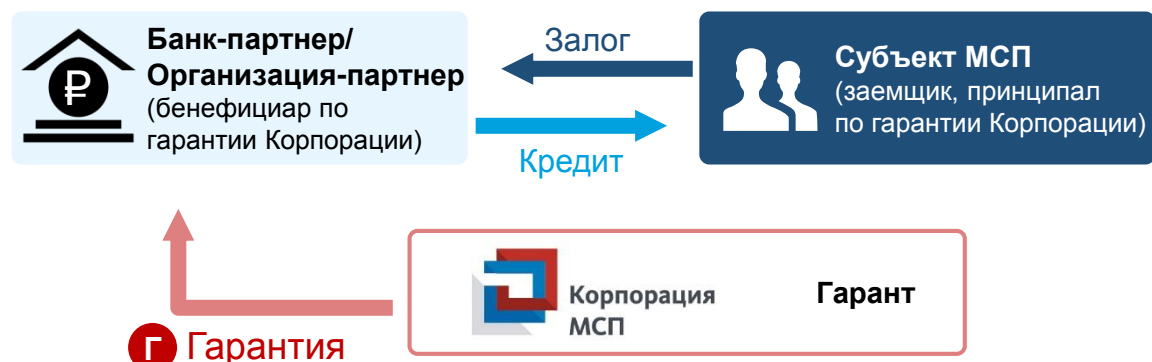 Банк-партнер/
Организация-партнер
(бенефициар по
гарантии Корпорации)
₽
Залог
Кредит
Субъект МСП
(заемщик, принципал
по гарантии Корпорации)
Корпорация
МСП
Гарант
Г Гарантия